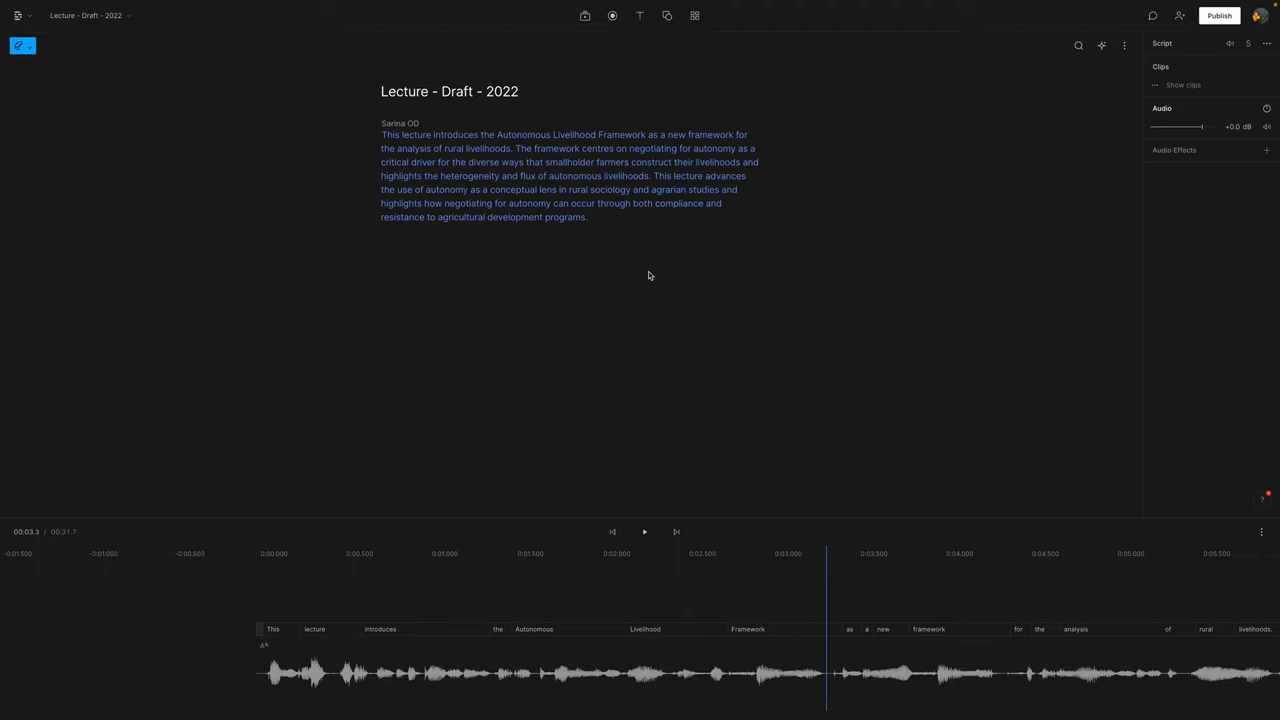 Lecture - Draft - 2022
Publish
Script
S
Clips
Show clips
Audio
+0.0 dB
Audio Effects
Lecture - Draft - 2022
Sarina OD
This lecture introduces the Autonomous Livelihood Framework as a new framework for
the analysis of rural livelihoods. The framework centres on negotiating for autonomy as a
critical driver for the diverse ways that smallholder farmers construct their livelihoods and
highlights the heterogeneity and flux of autonomous livelihoods. This lecture advances
the use of autonomy as a conceptual lens in rural sociology and agrarian studies and
highlights how negotiating for autonomy can occur through both compliance and
resistance to agricultural development programs.
?
00:03.3 / 00:31.7
-0:01.500 -0:01.000 -0:00.500 0:00.000 0:00.500 0:01.000 0:01.500 0:02.000 0:02.500 0:03.000 0:03.500 0:04.000 0:04.500 0:05.000 0:05.500
This lecture introduces the Autonomous Livelihood Framework as a new framework for the analysis of rural livelihoods.